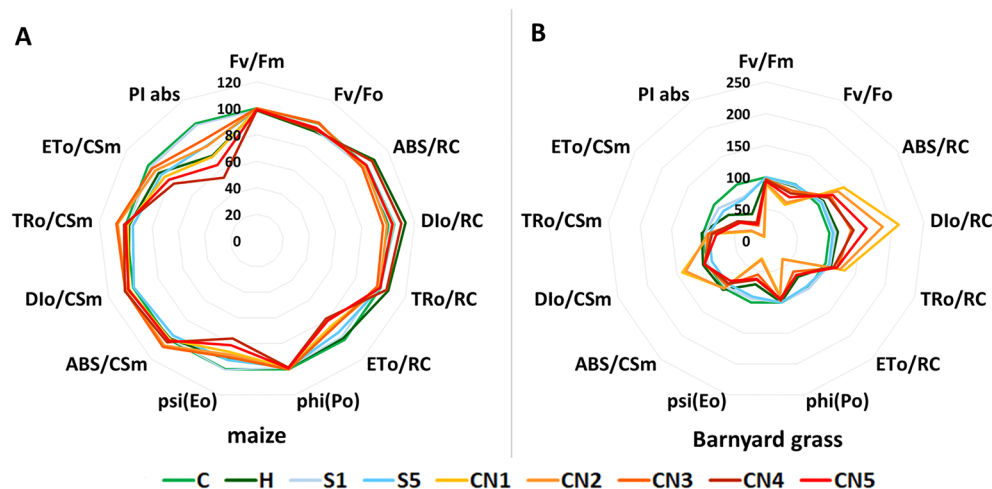 A
Fv/Fm
120
100
80
60
40
20
0
Fv/Fo
ABS/RC
DIo/RC
TRo/RC
ETo/RC
phi(Po)
psi(Eo)
ABS/CSm
DIo/CSm
TRo/CSm
ETo/CSm
PI abs
maize
B
Fv/Fm
250
200
150
100
50
0
Fv/Fo
ABS/RC
DIo/RC
TRo/RC
ETo/RC
phi(Po)
psi(Eo)
ABS/CSm
DIo/CSm
TRo/CSm
ETo/CSm
PI abs
Barnyard grass
C H S1 S5 CN1 CN2 CN3 CN4 CN5